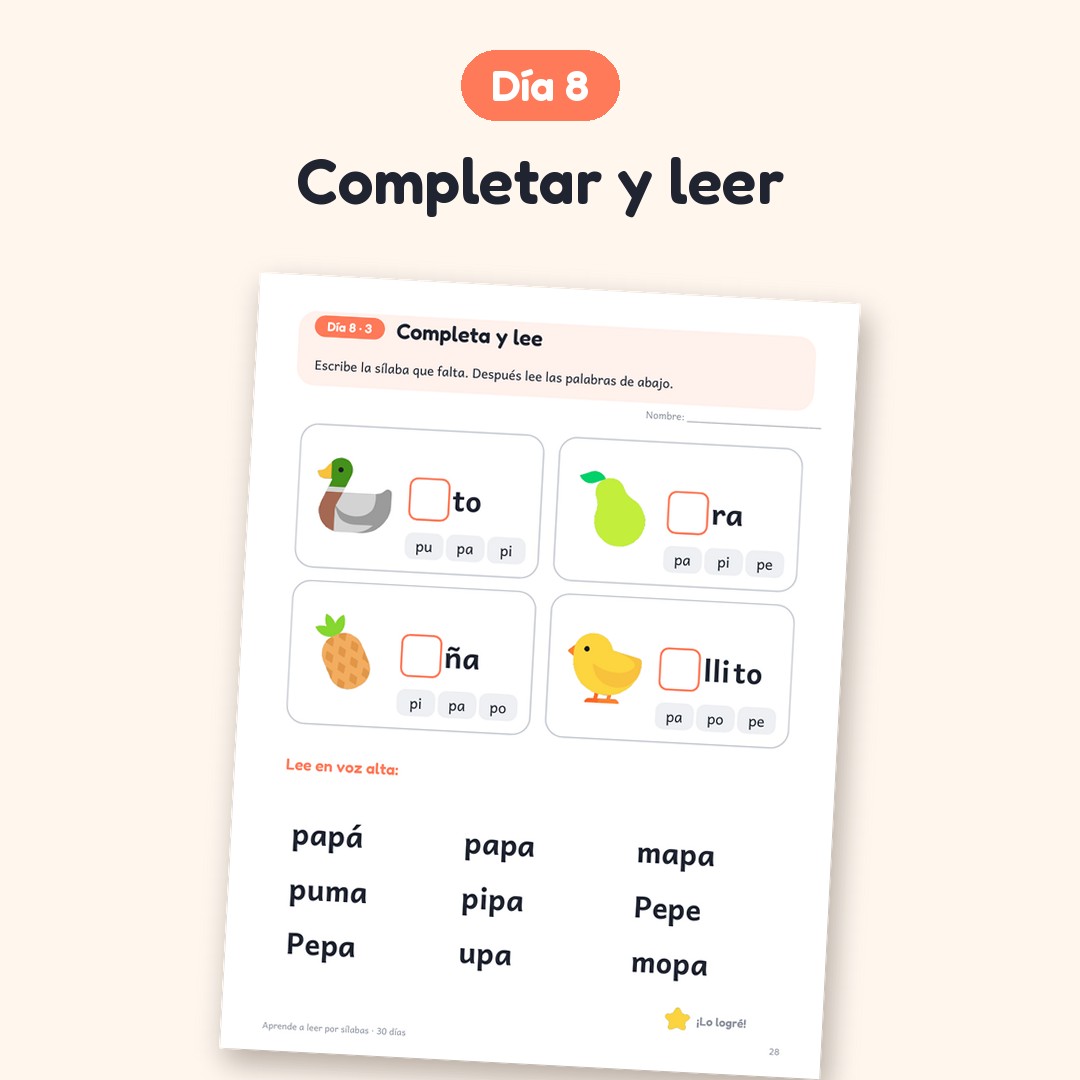 Día 8
Completar y leer
Día 8 · 3
Completa y lee
Escribe la sílaba que falta. Después lee las palabras de abajo.
Nombre:
to
pu pa pi
ra
pa pi pe
ña
pi pa po
llito
pa po pe
Lee en voz alta:
papá papa mapa
puma pipa Pepe
Pepa upa mopa
¡Lo logré!
Aprende a leer por sílabas · 30 días
28